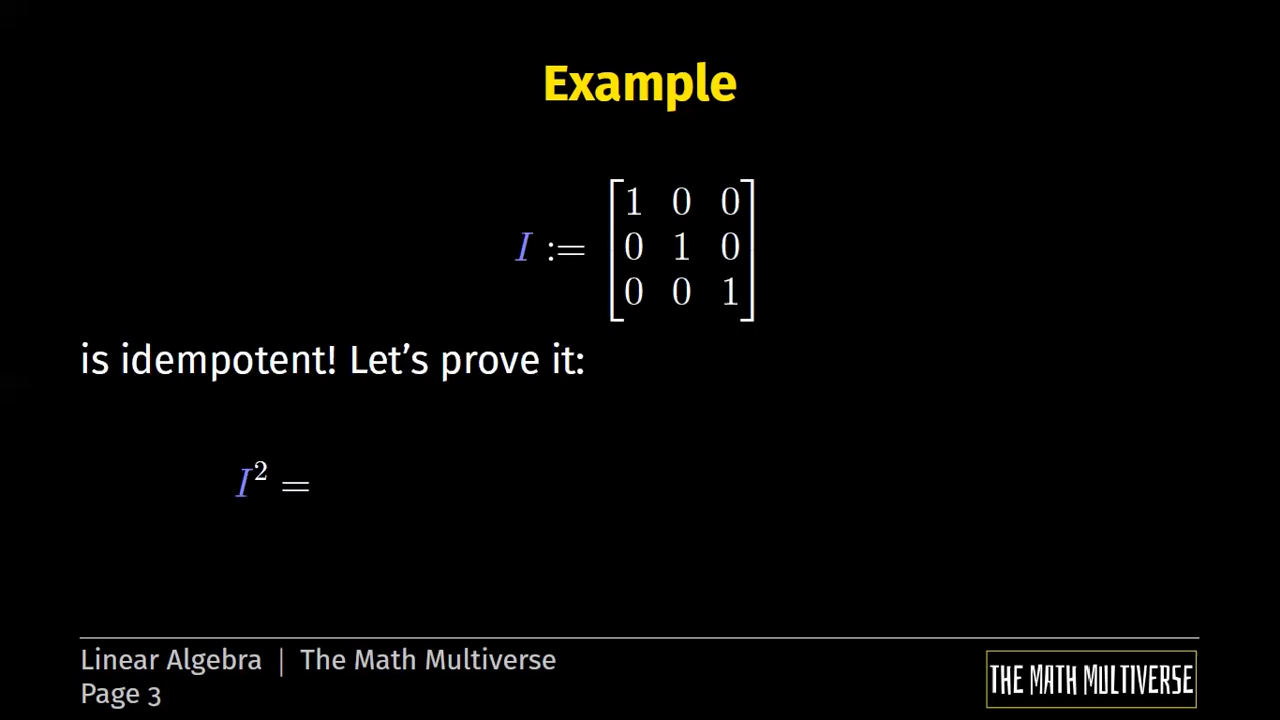 Example
I := [1 0 0
0 1 0
0 0 1]
is idempotent! Let’s prove it:
I² =
Linear Algebra | The Math Multiverse
Page 3
THE MATH MULTIVERSE